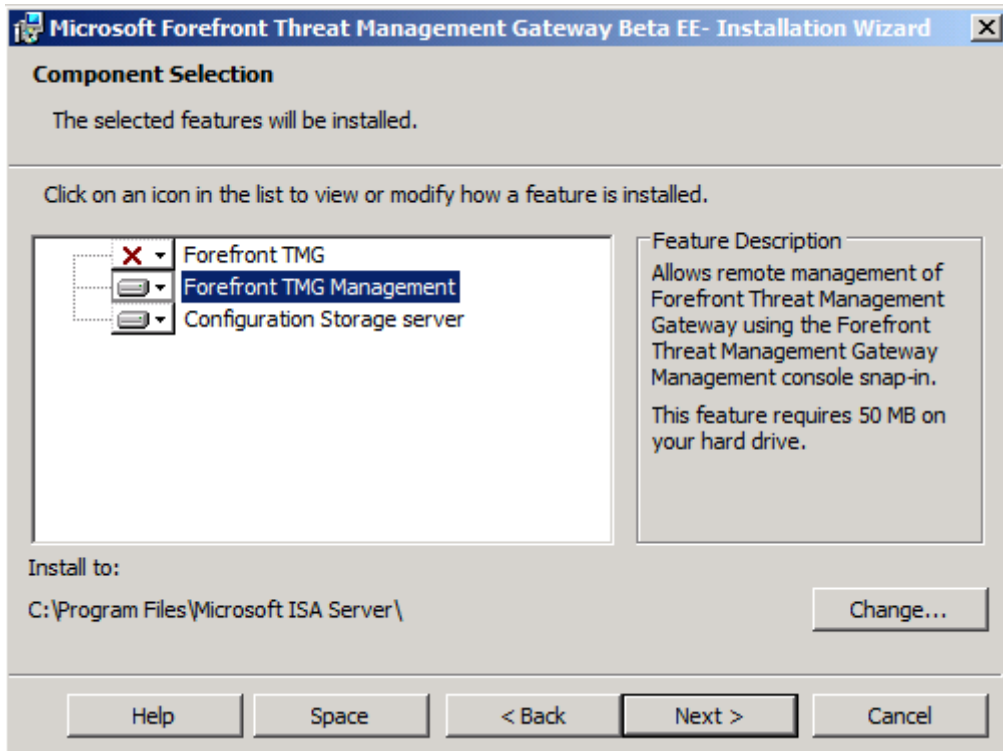 Microsoft Forefront Threat Management Gateway Beta EE- Installation Wizard
Component Selection
The selected features will be installed.
Click on an icon in the list to view or modify how a feature is installed.
Forefront TMG
Forefront TMG Management
Configuration Storage server
Feature Description
Allows remote management of
Forefront Threat Management
Gateway using the Forefront
Threat Management Gateway
Management console snap-in.
This feature requires 50 MB on
your hard drive.
Install to:
C:\Program Files\Microsoft ISA Server\
Change...
Help
Space
< Back
Next >
Cancel